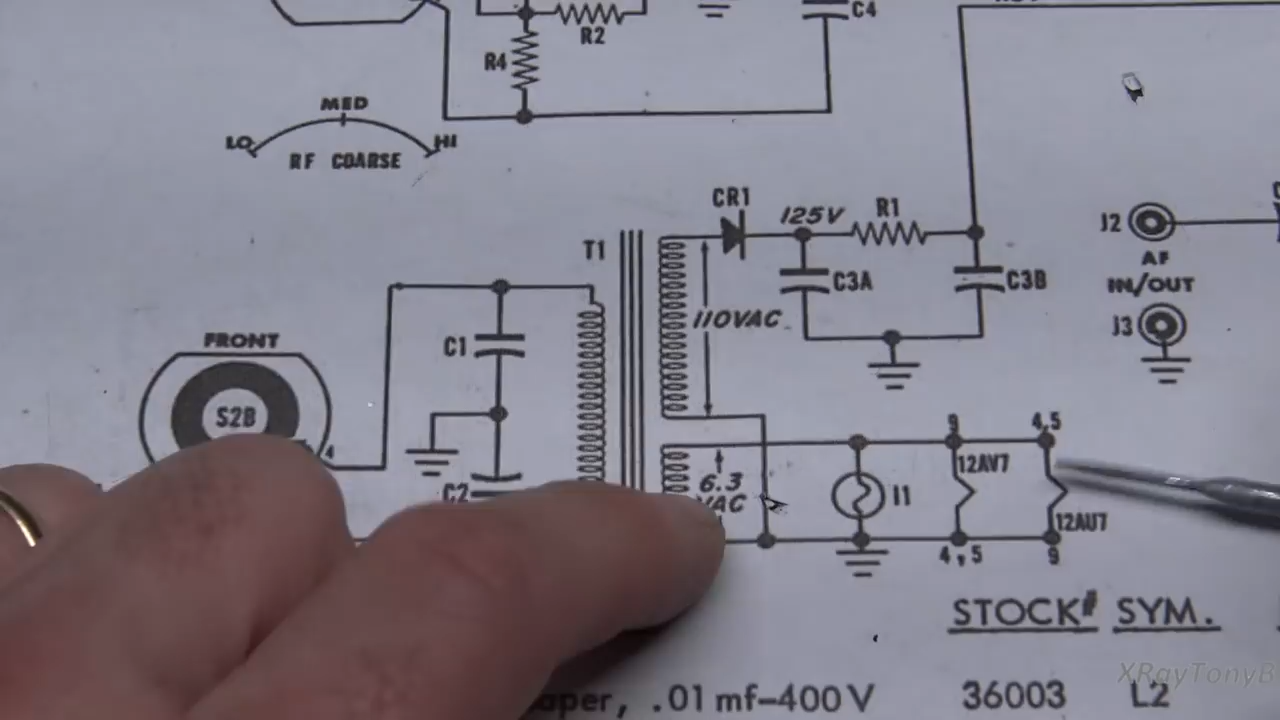 C4
R2
R4
MED
LO
HI
RF COARSE
CR1
125V
R1
J2
T1
AF
C3A
C3B
IN/OUT
110VAC
J3
FRONT
C1
S2B
9
4,5
4
12AV7
6.3
VAC
C2
I1
12AU7
4,5
9
STOCK# SYM.
XRayTonyB
.01 mf-400V 36003 L2